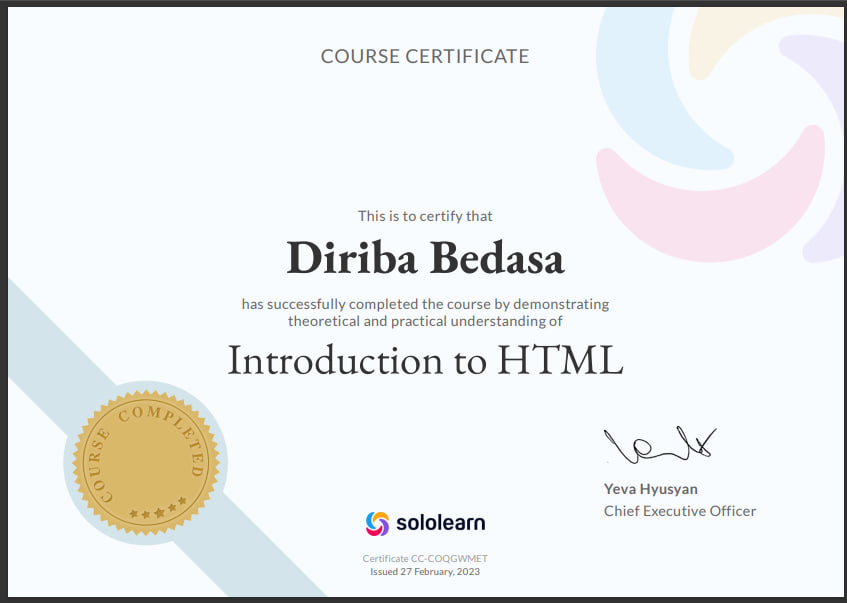 COURSE CERTIFICATE
This is to certify that
Diriba Bedasa
has successfully completed the course by demonstrating
theoretical and practical understanding of
Introduction to HTML
COURSE COMPLETED
Yeva Hyusyan
Chief Executive Officer
sololearn
Certificate CC-COQGWMET
Issued 27 February, 2023